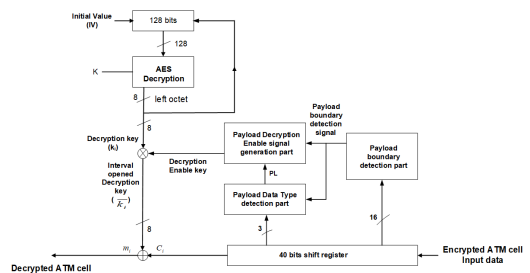 Initial Value
(IV)
128 bits
128
K
AES
Decryption
8
left octet
8
Decryption key
(kᵢ)
Decryption
Enable key
Payload Decryption
Enable signal
generation part
Payload
boundary
detection
signal
Payload
boundary
detection part
PL
Interval
opened
Decryption
key
( k̅ᵢ )
Payload Data Type
detection part
8
3
16
mᵢ
Cᵢ
40 bits shift register
Encrypted ATM cell
Input data
Decrypted ATM cell